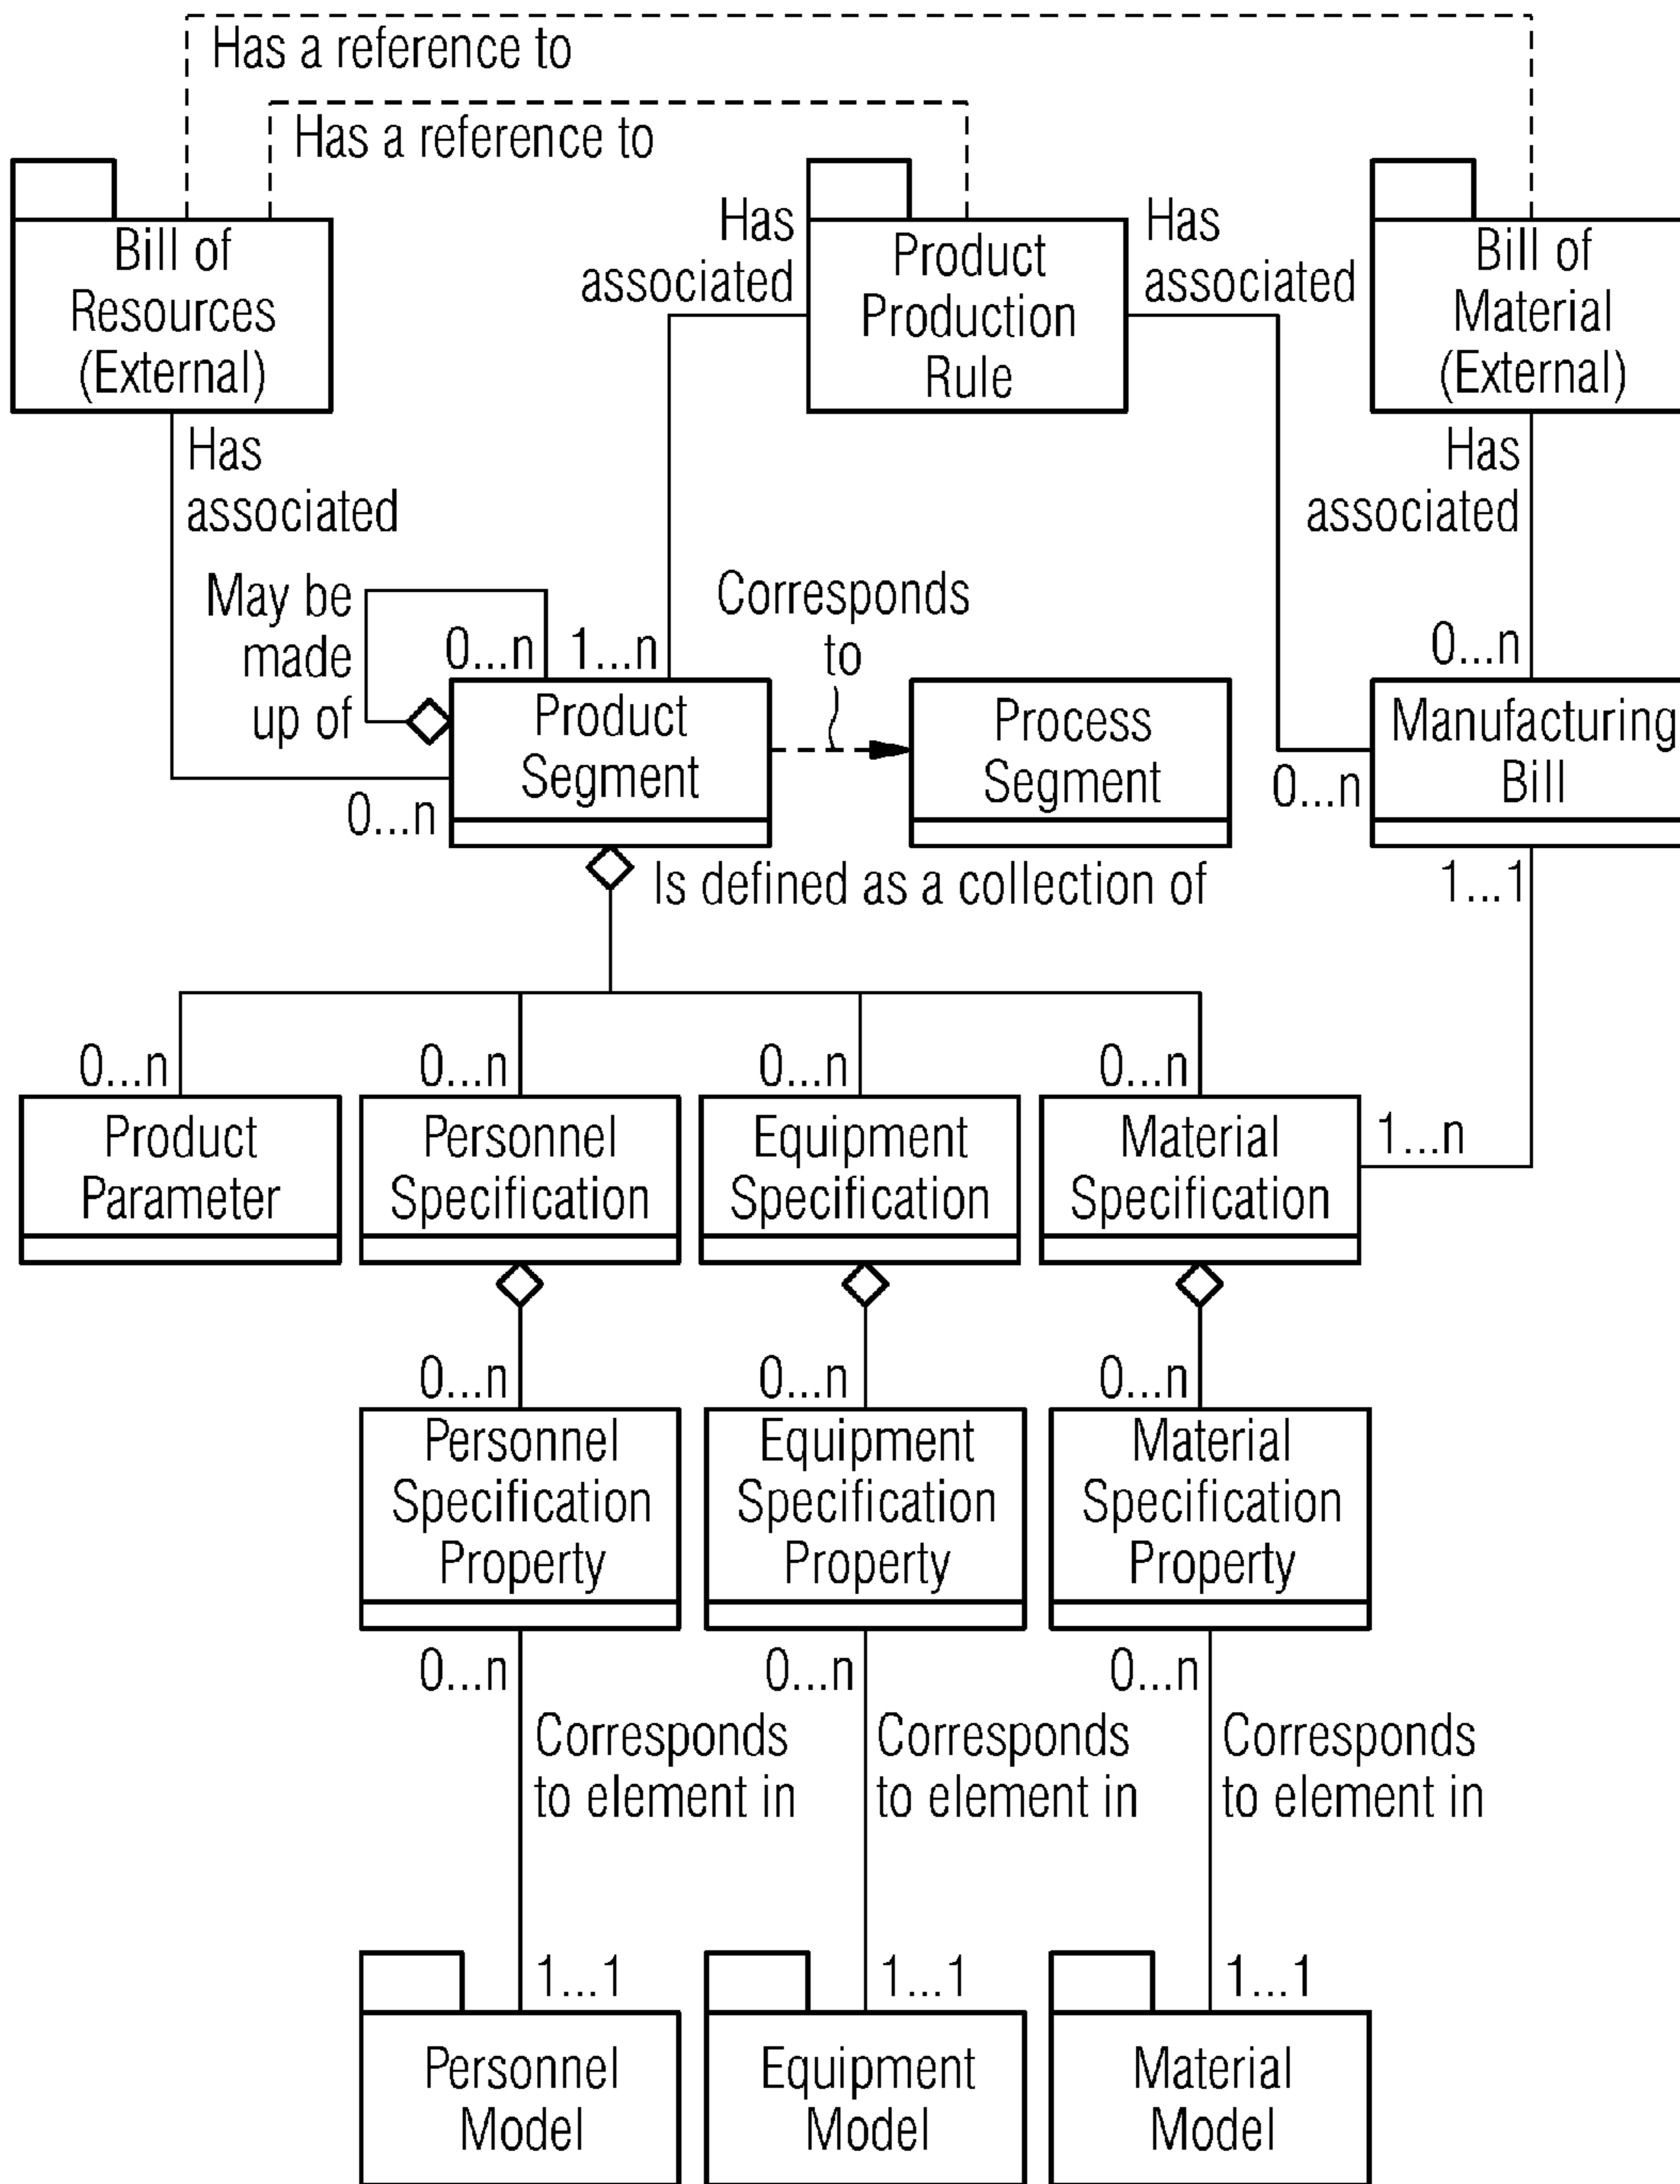 Has a reference to
Has a reference to
Bill of
Resources
(External)
Has
associated
Product
Production
Rule
Has
associated
Bill of
Material
(External)
Has
associated
Has
associated
May be
made
up of
0...n
1...n
Corresponds
to
0...n
Product
Segment
Process
Segment
Manufacturing
Bill
0...n
0...n
Is defined as a collection of
1...1
0...n
0...n
0...n
0...n
Product
Parameter
Personnel
Specification
Equipment
Specification
Material
Specification
1...n
0...n
0...n
0...n
Personnel
Specification
Property
Equipment
Specification
Property
Material
Specification
Property
0...n
0...n
0...n
Corresponds
to element in
Corresponds
to element in
Corresponds
to element in
1...1
1...1
1...1
Personnel
Model
Equipment
Model
Material
Model